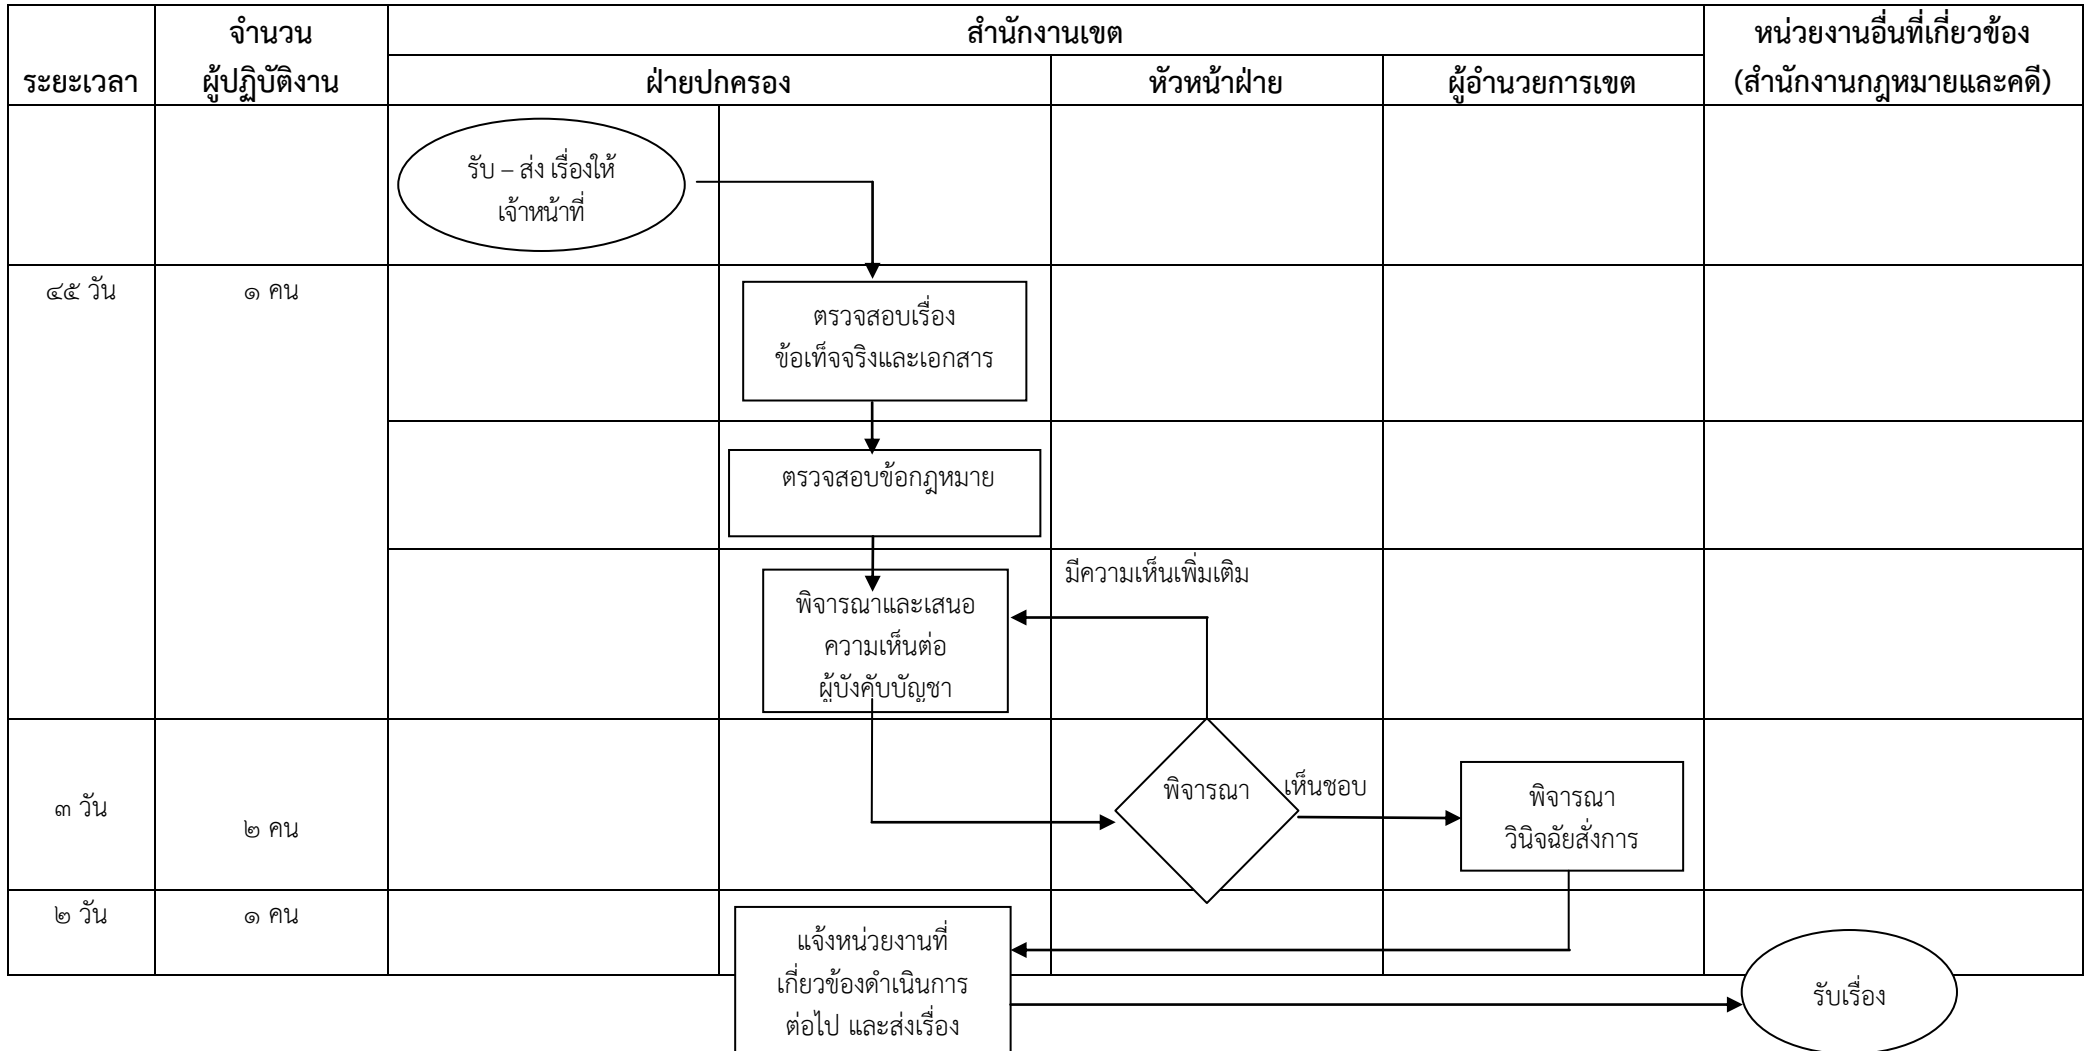 ระยะเวลา
จำนวน
ผู้ปฏิบัติงาน
สำนักงานเขต
หน่วยงานอื่นที่เกี่ยวข้อง
(สำนักงานกฎหมายและคดี)
ฝ่ายปกครอง
หัวหน้าฝ่าย
ผู้อำนวยการเขต
รับ – ส่ง เรื่องให้
เจ้าหน้าที่
๔๕ วัน
๑ คน
ตรวจสอบเรื่อง
ข้อเท็จจริงและเอกสาร
ตรวจสอบข้อกฎหมาย
มีความเห็นเพิ่มเติม
พิจารณาและเสนอ
ความเห็นต่อ
ผู้บังคับบัญชา
๓ วัน
๒ คน
พิจารณา
เห็นชอบ
พิจารณา
วินิจฉัยสั่งการ
๒ วัน
๑ คน
แจ้งหน่วยงานที่
เกี่ยวข้องดำเนินการ
ต่อไป และส่งเรื่อง
รับเรื่อง